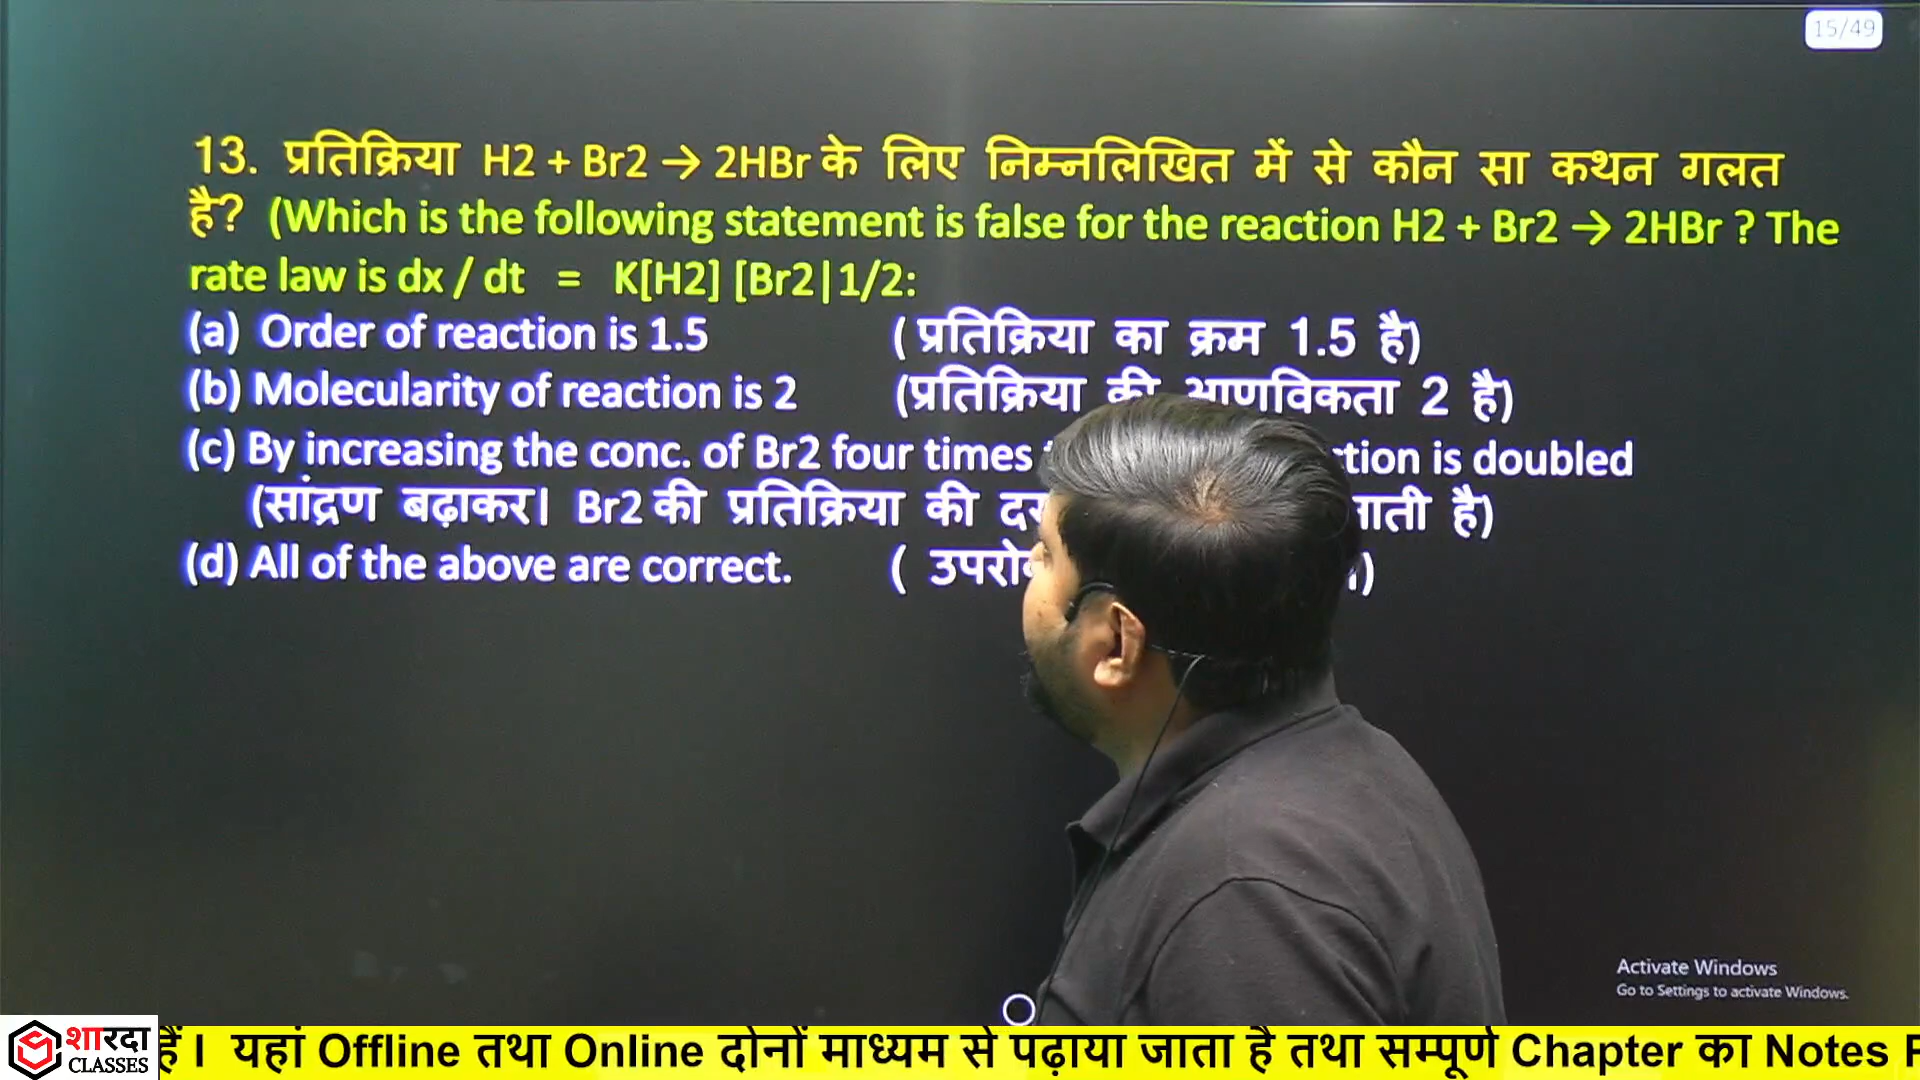 15/49
13. प्रतिक्रिया H2 + Br2 → 2HBr के लिए निम्नलिखित में से कौन सा कथन गलत
है? (Which is the following statement is false for the reaction H2 + Br2 → 2HBr ? The
rate law is dx / dt = K[H2] [Br2|1/2:
(a) Order of reaction is 1.5 ( प्रतिक्रिया का क्रम 1.5 है)
(b) Molecularity of reaction is 2 (प्रतिक्रिया की आणविकता 2 है)
(c) By increasing the conc. of Br2 four times is doubled
(सांद्रण बढ़ाकर। Br2 की प्रतिक्रिया की है)
(d) All of the above are correct. (
Activate Windows
Go to Settings to activate Windows.
शारदा
CLASSES
हैं I यहां Offline तथा Online दोनों माध्यम से पढ़ाया जाता है तथा सम्पूर्ण Chapter का Notes